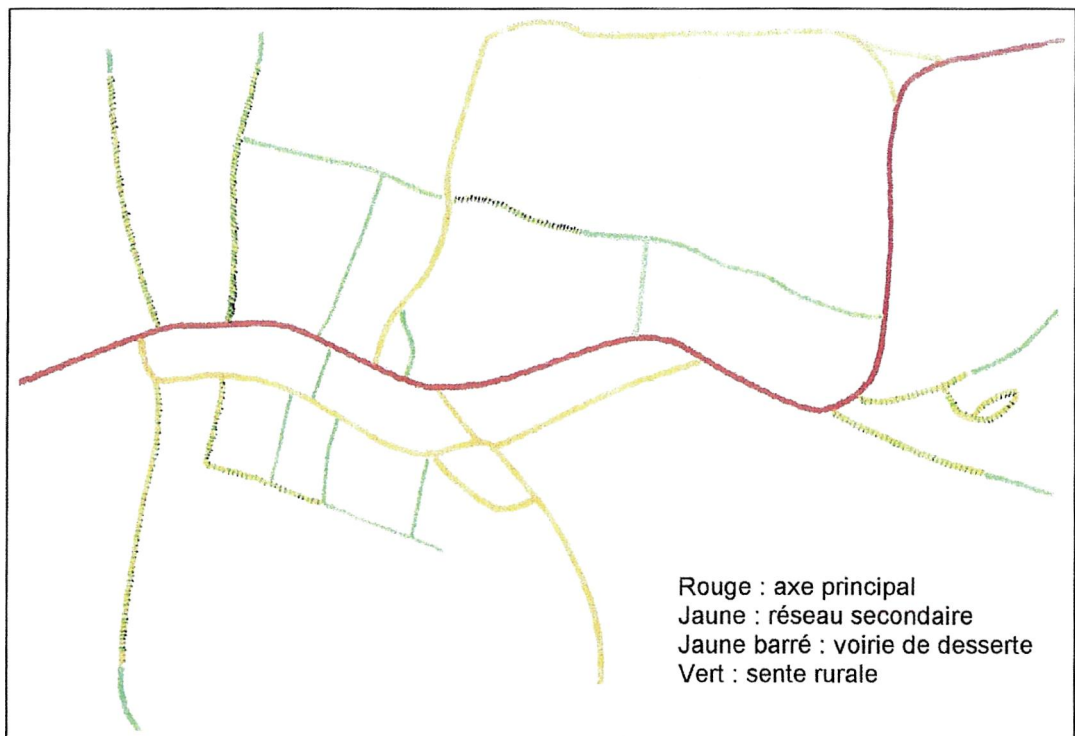 Rouge : axe principal
Jaune : réseau secondaire
Jaune barré : voirie de desserte
Vert : sente rurale